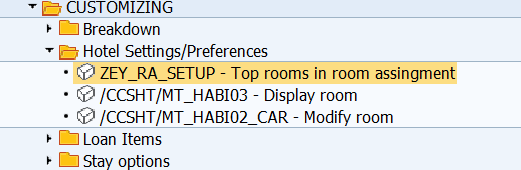 CUSTOMIZING
Breakdown
Hotel Settings/Preferences
ZEY_RA_SETUP - Top rooms in room assingment
/CCSHT/MT_HABI03 - Display room
/CCSHT/MT_HABI02_CAR - Modify room
Loan Items
Stay options